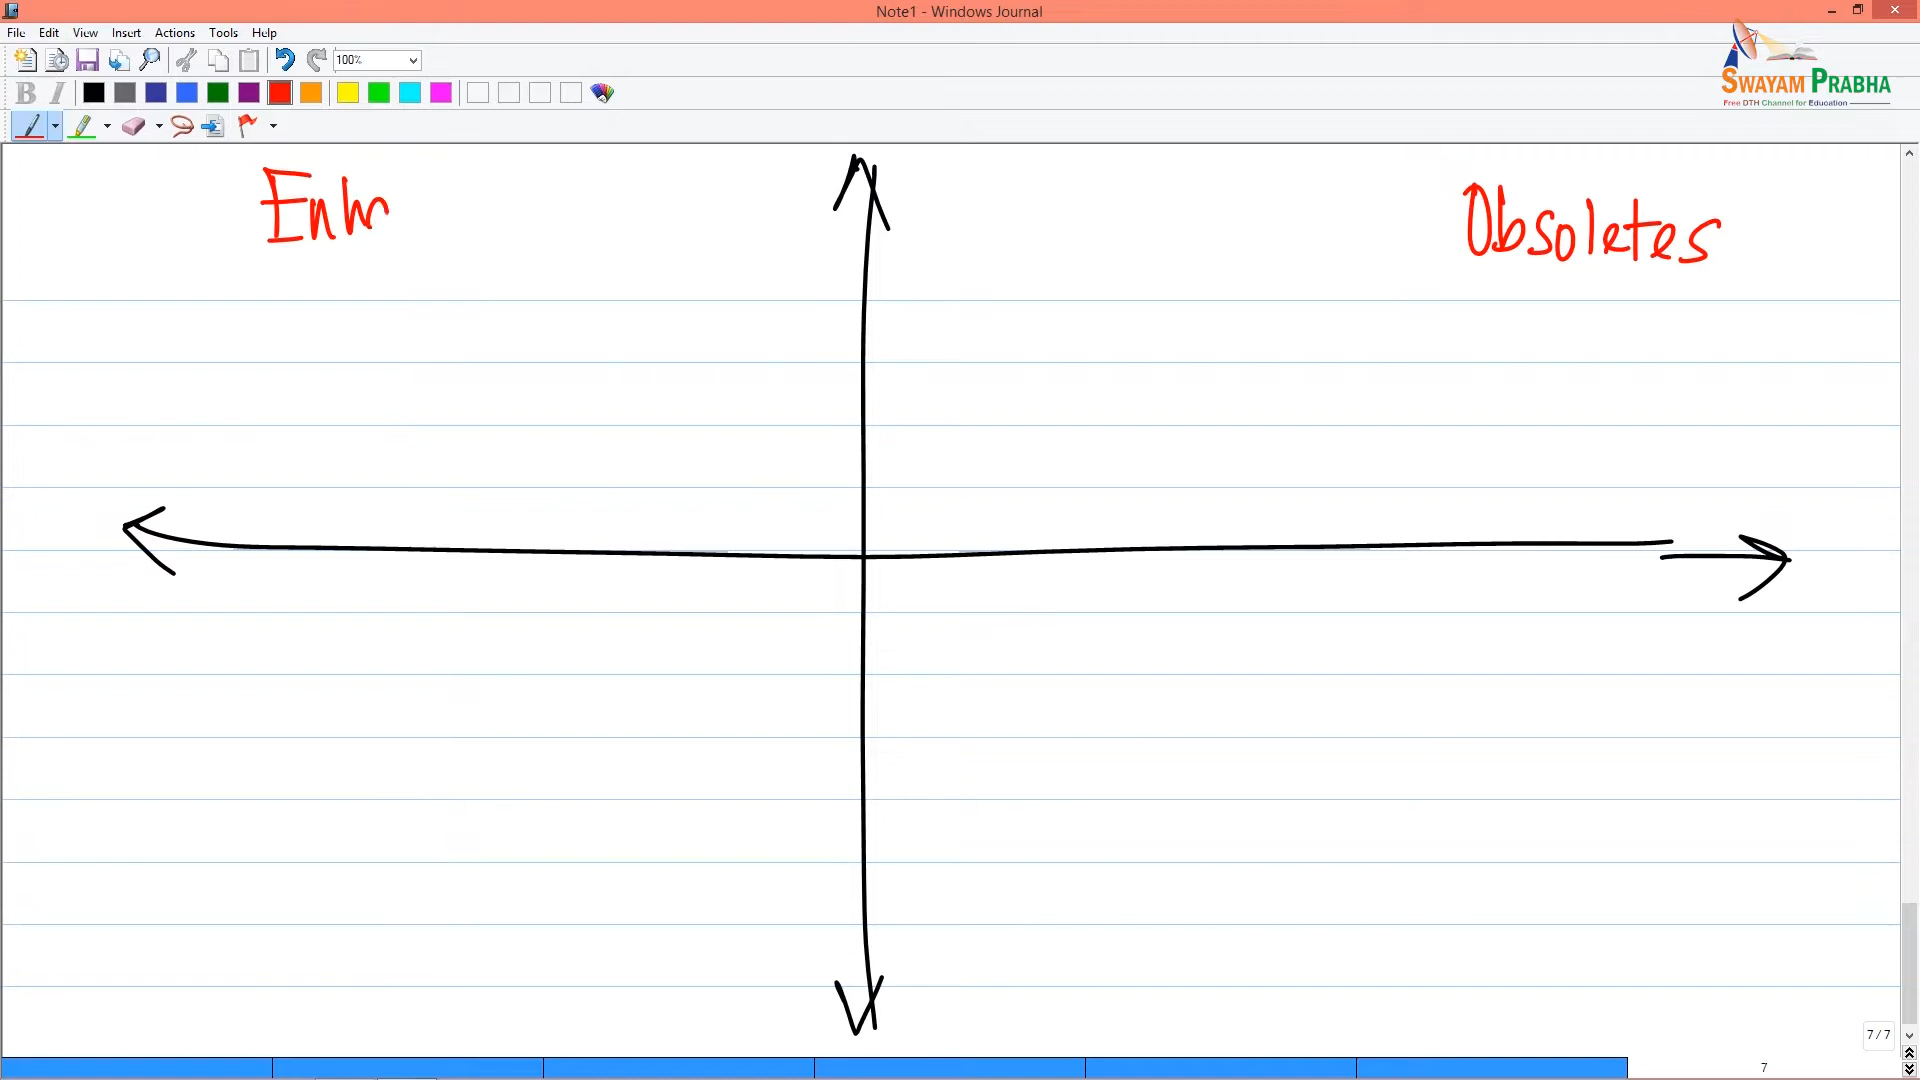 Note1 - Windows Journal
File Edit View Insert Actions Tools Help
100%
SWAYAM PRABHA
Free DTH Channel for Education
B I
Enh
Obsoletes
7 / 7
7